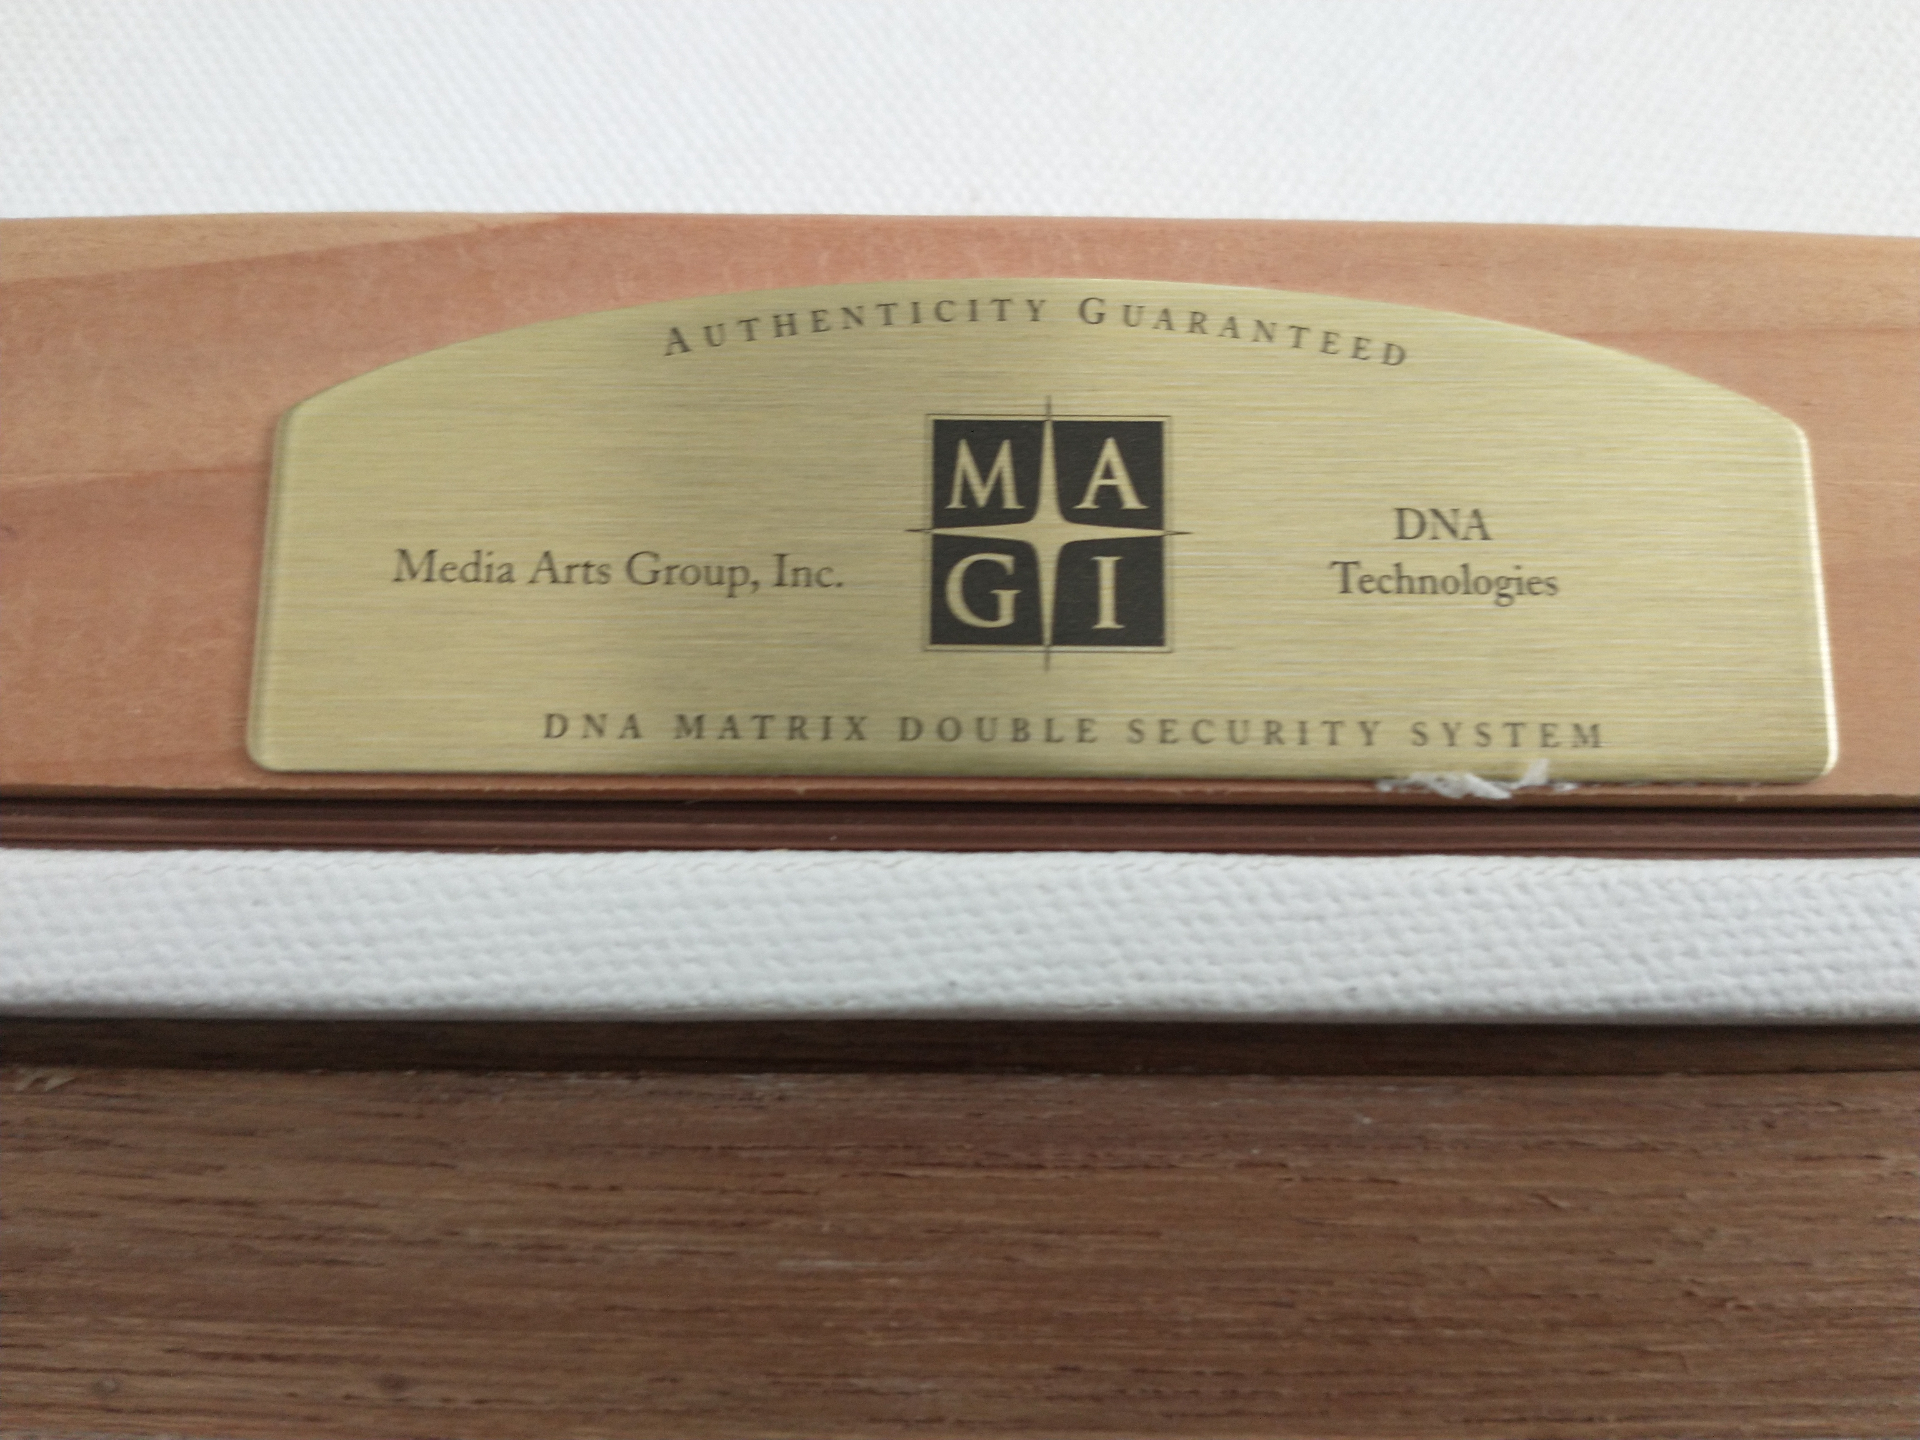 AUTHENTICITY GUARANTEED
MA
GI
Media Arts Group, Inc.
DNA
Technologies
DNA MATRIX DOUBLE SECURITY SYSTEM